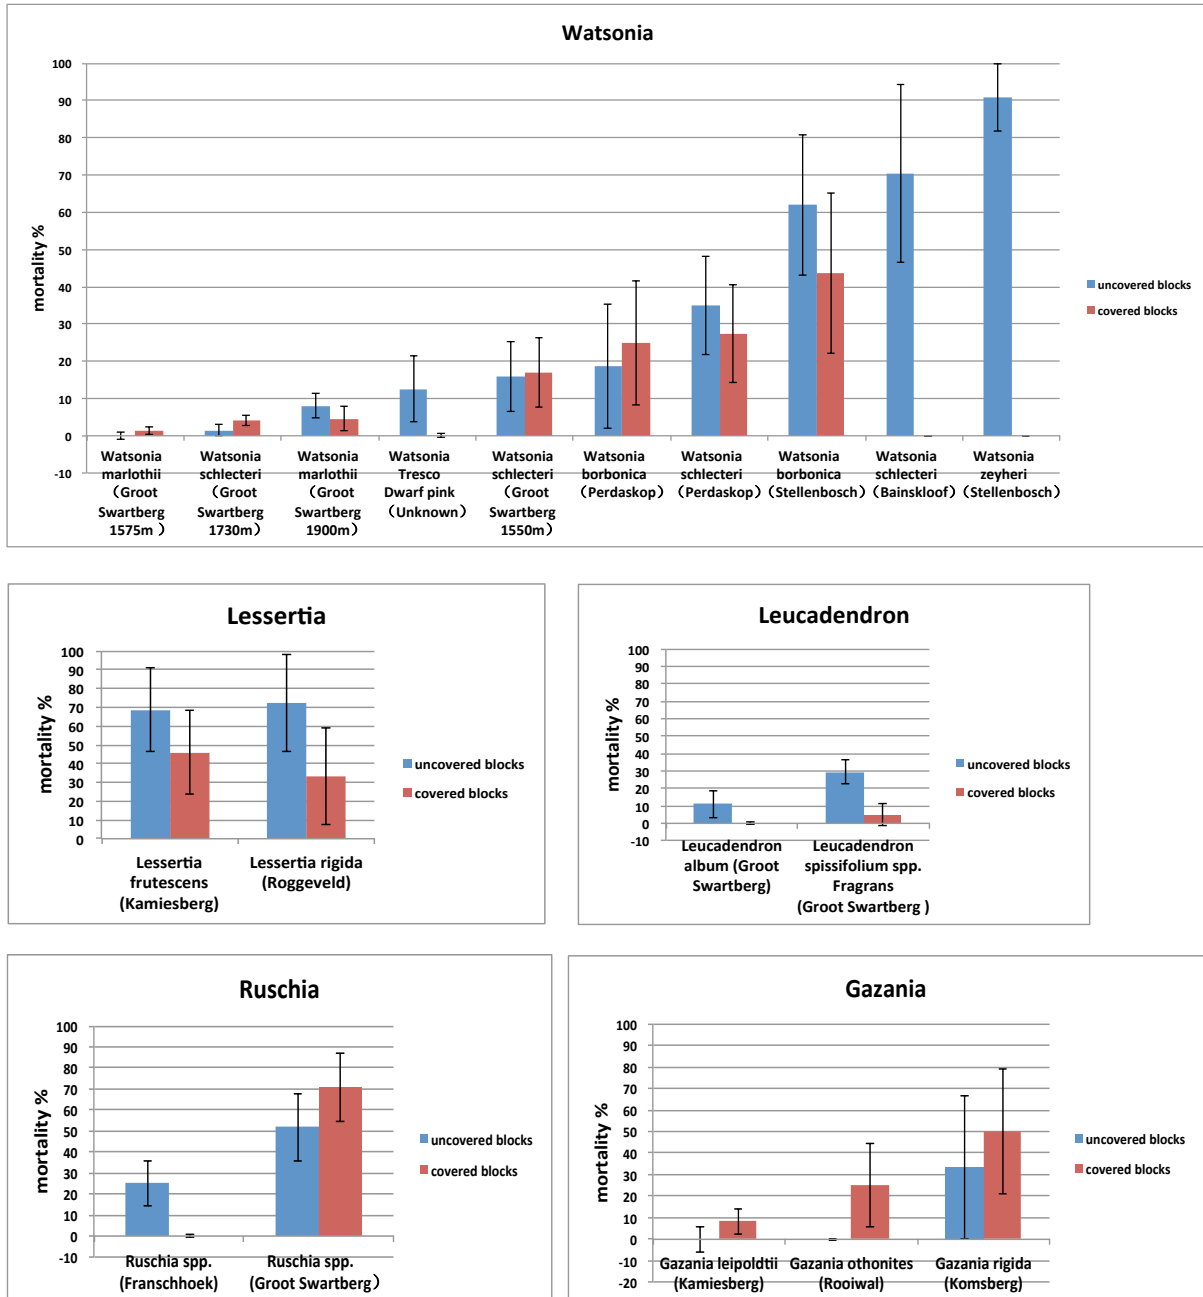 Watsonia
mortality %
100
90
80
70
60
50
40
30
20
10
0
-10
Watsonia marlothii (Groot Swartberg 1575m )
Watsonia schlecteri (Groot Swartberg 1730m)
Watsonia marlothii (Groot Swartberg 1900m)
Watsonia Tresco Dwarf pink (Unknown)
Watsonia schlecteri (Groot Swartberg 1550m)
Watsonia borbonica (Perdaskop)
Watsonia schlecteri (Perdaskop)
Watsonia borbonica (Stellenbosch)
Watsonia schlecteri (Bainskloof)
Watsonia zeyheri (Stellenbosch)
uncovered blocks
covered blocks
Lessertia
mortality %
100
90
80
70
60
50
40
30
20
10
0
Lessertia frutescens (Kamiesberg)
Lessertia rigida (Roggeveld)
uncovered blocks
covered blocks
Leucadendron
mortality %
100
90
80
70
60
50
40
30
20
10
0
-10
Leucadendron album (Groot Swartberg)
Leucadendron spissifolium spp. Fragrans (Groot Swartberg )
uncovered blocks
covered blocks
Ruschia
mortality %
100
90
80
70
60
50
40
30
20
10
0
-10
Ruschia spp. (Franschhoek)
Ruschia spp. (Groot Swartberg)
uncovered blocks
covered blocks
Gazania
mortality %
100
90
80
70
60
50
40
30
20
10
0
-10
-20
Gazania leipoldtii (Kamiesberg)
Gazania othonites (Rooiwal)
Gazania rigida (Komsberg)
uncovered blocks
covered blocks